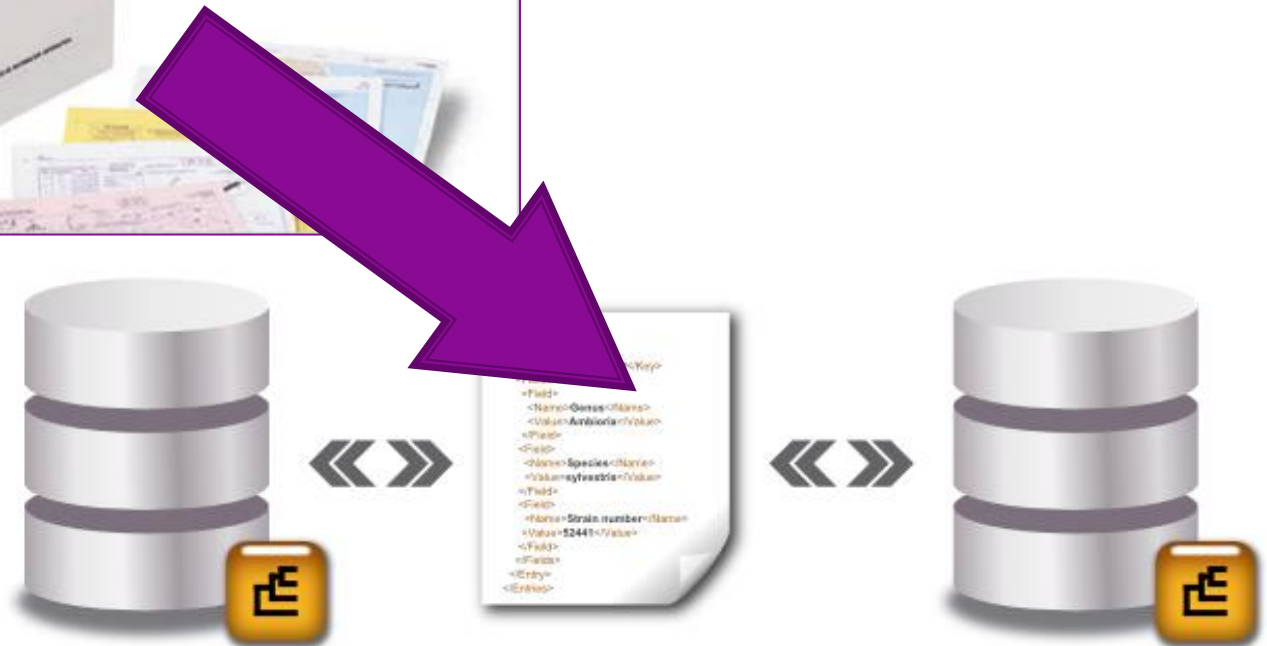 </Key>
<Field>
<Name>Genus</Name>
<Value>Ambioria</Value>
</Field>
<Field>
<Name>Species</Name>
<Value>sylvestris</Value>
</Field>
<Field>
<Name>Strain number</Name>
<Value>52441</Value>
</Field>
</Fields>
</Entry>
</Entries>